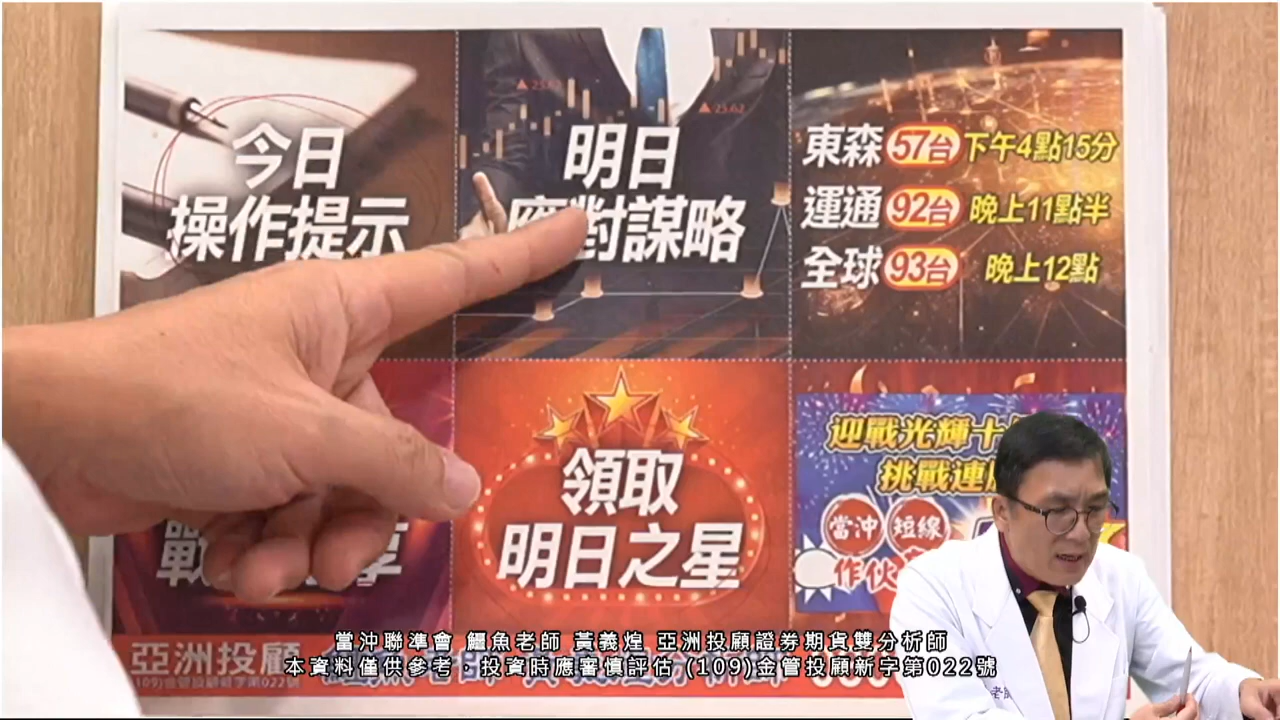 今日
操作提示
明日
應對謀略
▲ 25.62
東森 57台 下午4點15分
運通 92台 晚上11點半
全球 93台 晚上12點
領取
明日之星
迎戰光輝十
挑戰連
當沖 短線
作伙
亞洲投顧
當沖聯準會 鱷魚老師 黃義煌 亞洲投顧證券期貨雙分析師
本資料僅供參考，投資時應審慎評估 (109)金管投顧新字第022號